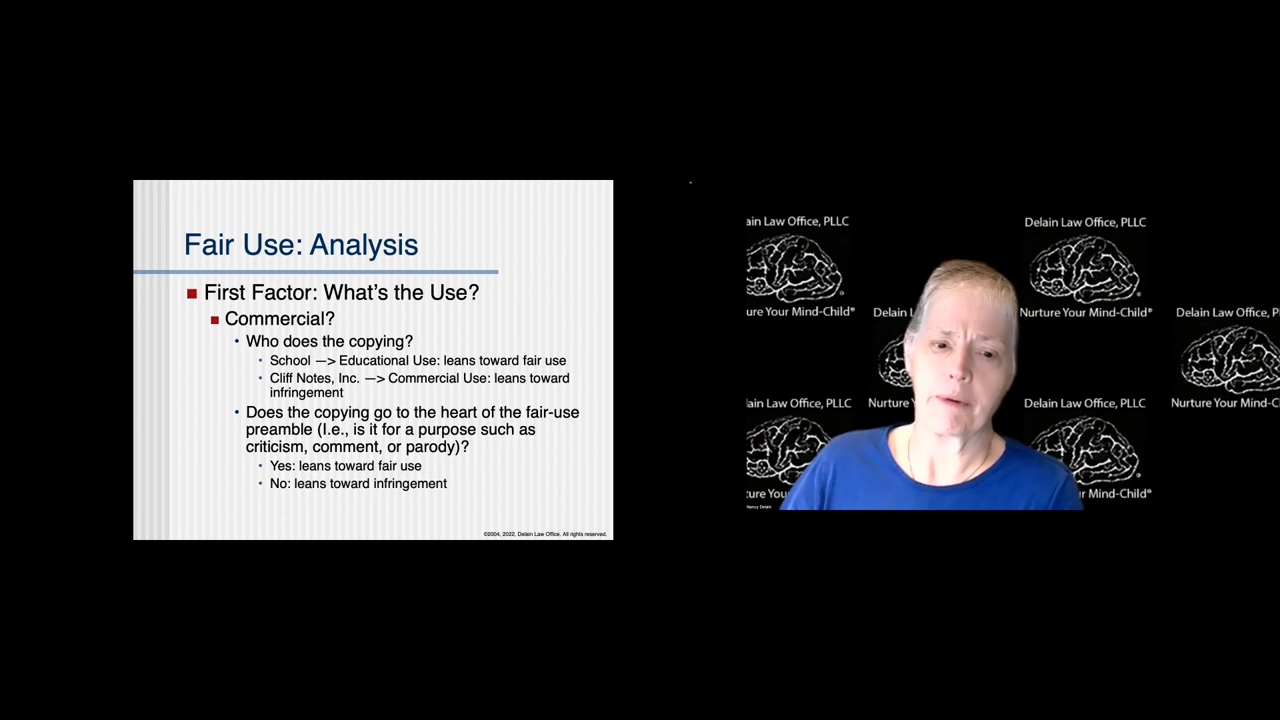 Fair Use: Analysis
First Factor: What's the Use?
Commercial?
Who does the copying?
School —> Educational Use: leans toward fair use
Cliff Notes, Inc. —> Commercial Use: leans toward
infringement
Does the copying go to the heart of the fair-use
preamble (I.e., is it for a purpose such as
criticism, comment, or parody)?
Yes: leans toward fair use
No: leans toward infringement
©2004, 2022, Delain Law Office. All rights reserved.
ain Law Office, PLLC
Delain Law Office, PLLC
ure Your Mind-Child®
Nurture Your Mind-Child®
Delain L
Delain Law Office, P
Nurture Y
Nurture Your Mind-C
lain Law Office, PLLC
Delain Law Office, PLLC
ture You
r Mind-Child®
Nancy Delain